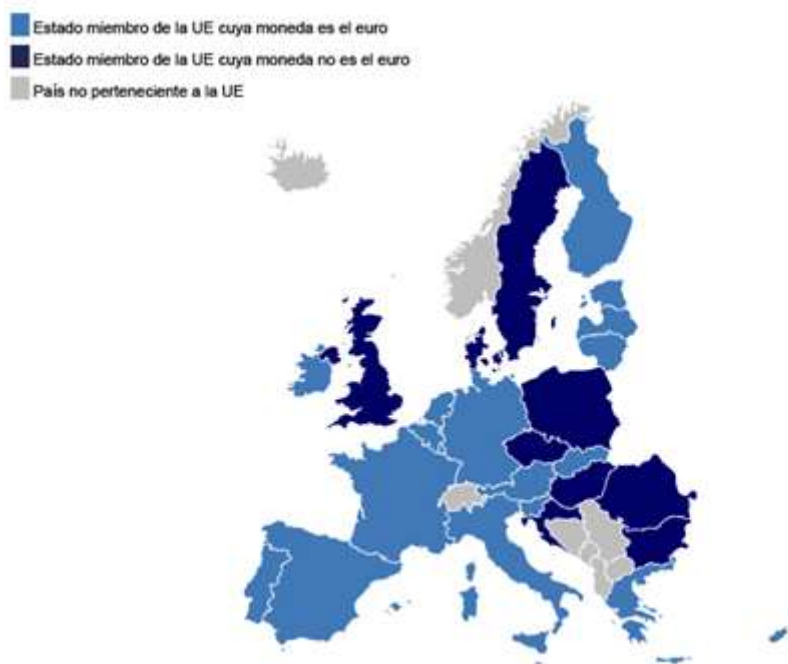 Estado miembro de la UE cuya moneda es el euro
Estado miembro de la UE cuya moneda no es el euro
País no perteneciente a la UE